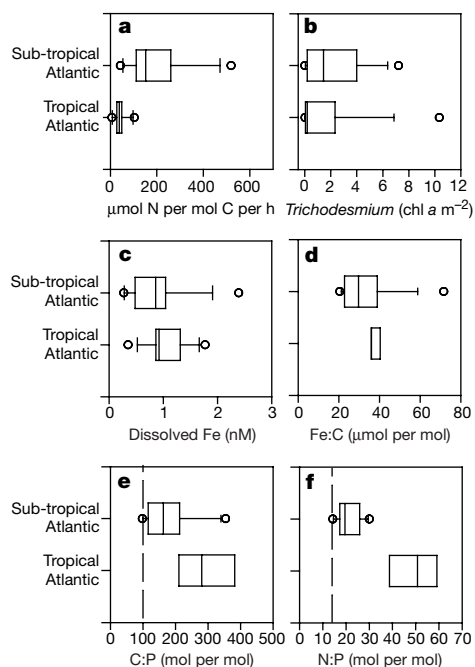 a
b
Sub-tropical
Atlantic
Tropical
Atlantic
0 200 400 600
0 2 4 6 8 10 12
μmol N per mol C per h
Trichodesmium (chl a m⁻²)
c
d
Sub-tropical
Atlantic
Tropical
Atlantic
0 1 2 3
0 20 40 60 80
Dissolved Fe (nM)
Fe:C (μmol per mol)
e
f
Sub-tropical
Atlantic
Tropical
Atlantic
0 100 200 300 400 500
0 10 20 30 40 50 60 70
C:P (mol per mol)
N:P (mol per mol)